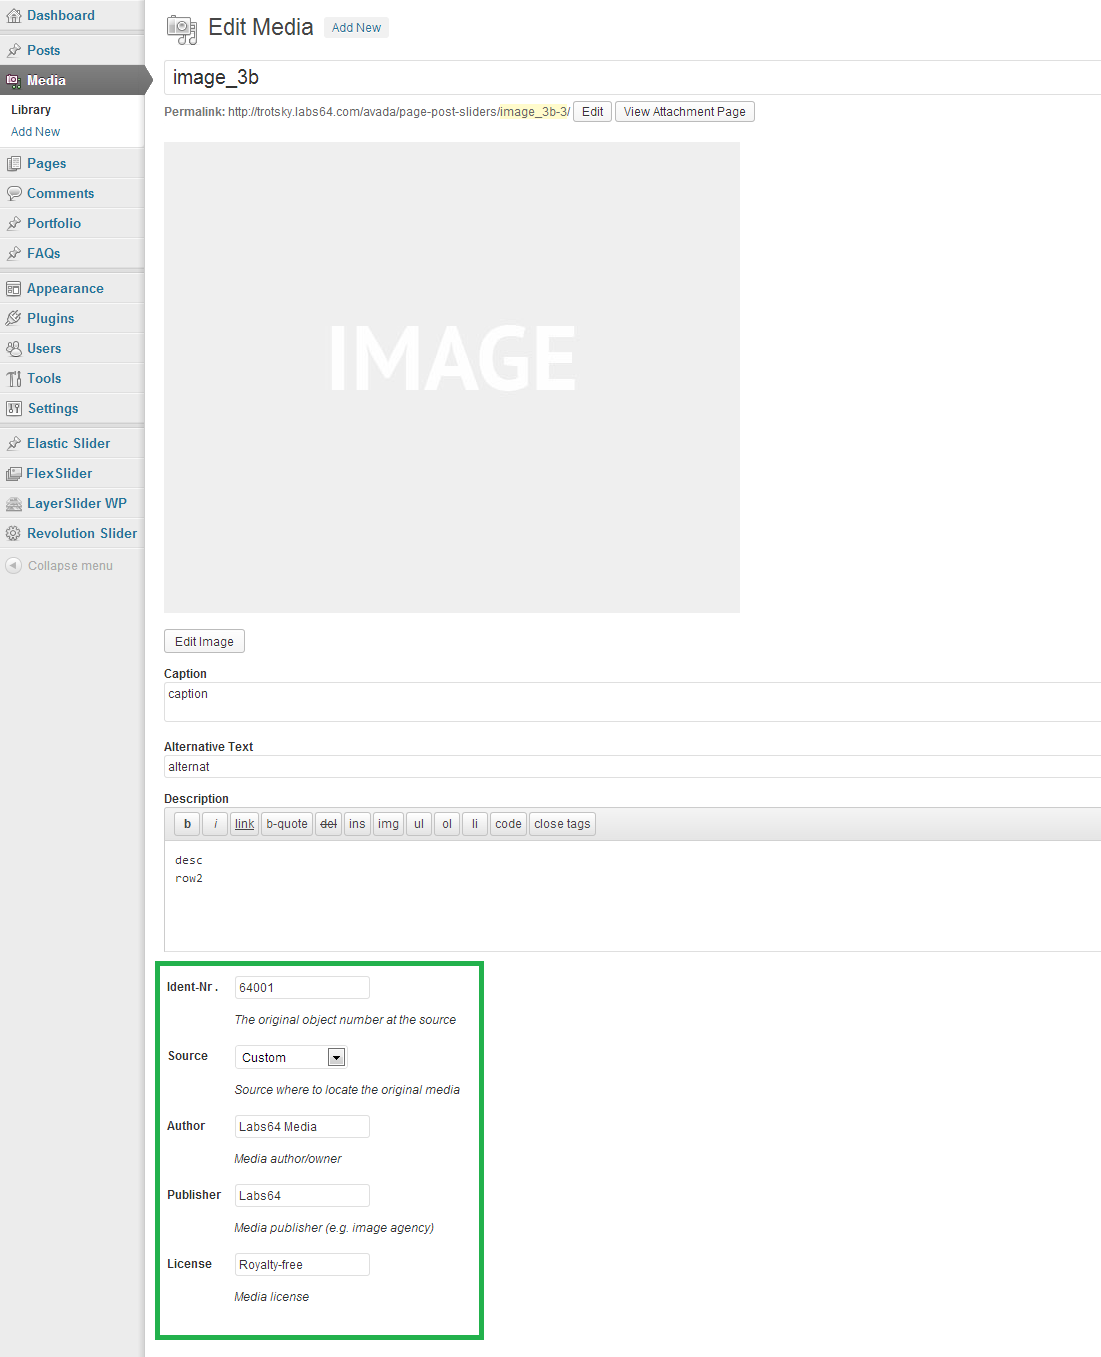 Dashboard
Posts
Media
Library
Add New
Pages
Comments
Portfolio
FAQs
Appearance
Plugins
Users
Tools
Settings
Elastic Slider
FlexSlider
LayerSlider WP
Revolution Slider
Collapse menu
Edit Media Add New
image_3b
Permalink: http://trotsky.labs64.com/avada/page-post-sliders/image_3b-3/ Edit View Attachment Page
IMAGE
Edit Image
Caption
caption
Alternative Text
alternat
Description
b i link b-quote del ins img ul ol li code close tags
desc
row2
Ident-Nr. 64001
The original object number at the source
Source Custom
Source where to locate the original media
Author Labs64 Media
Media author/owner
Publisher Labs64
Media publisher (e.g. image agency)
License Royalty-free
Media license